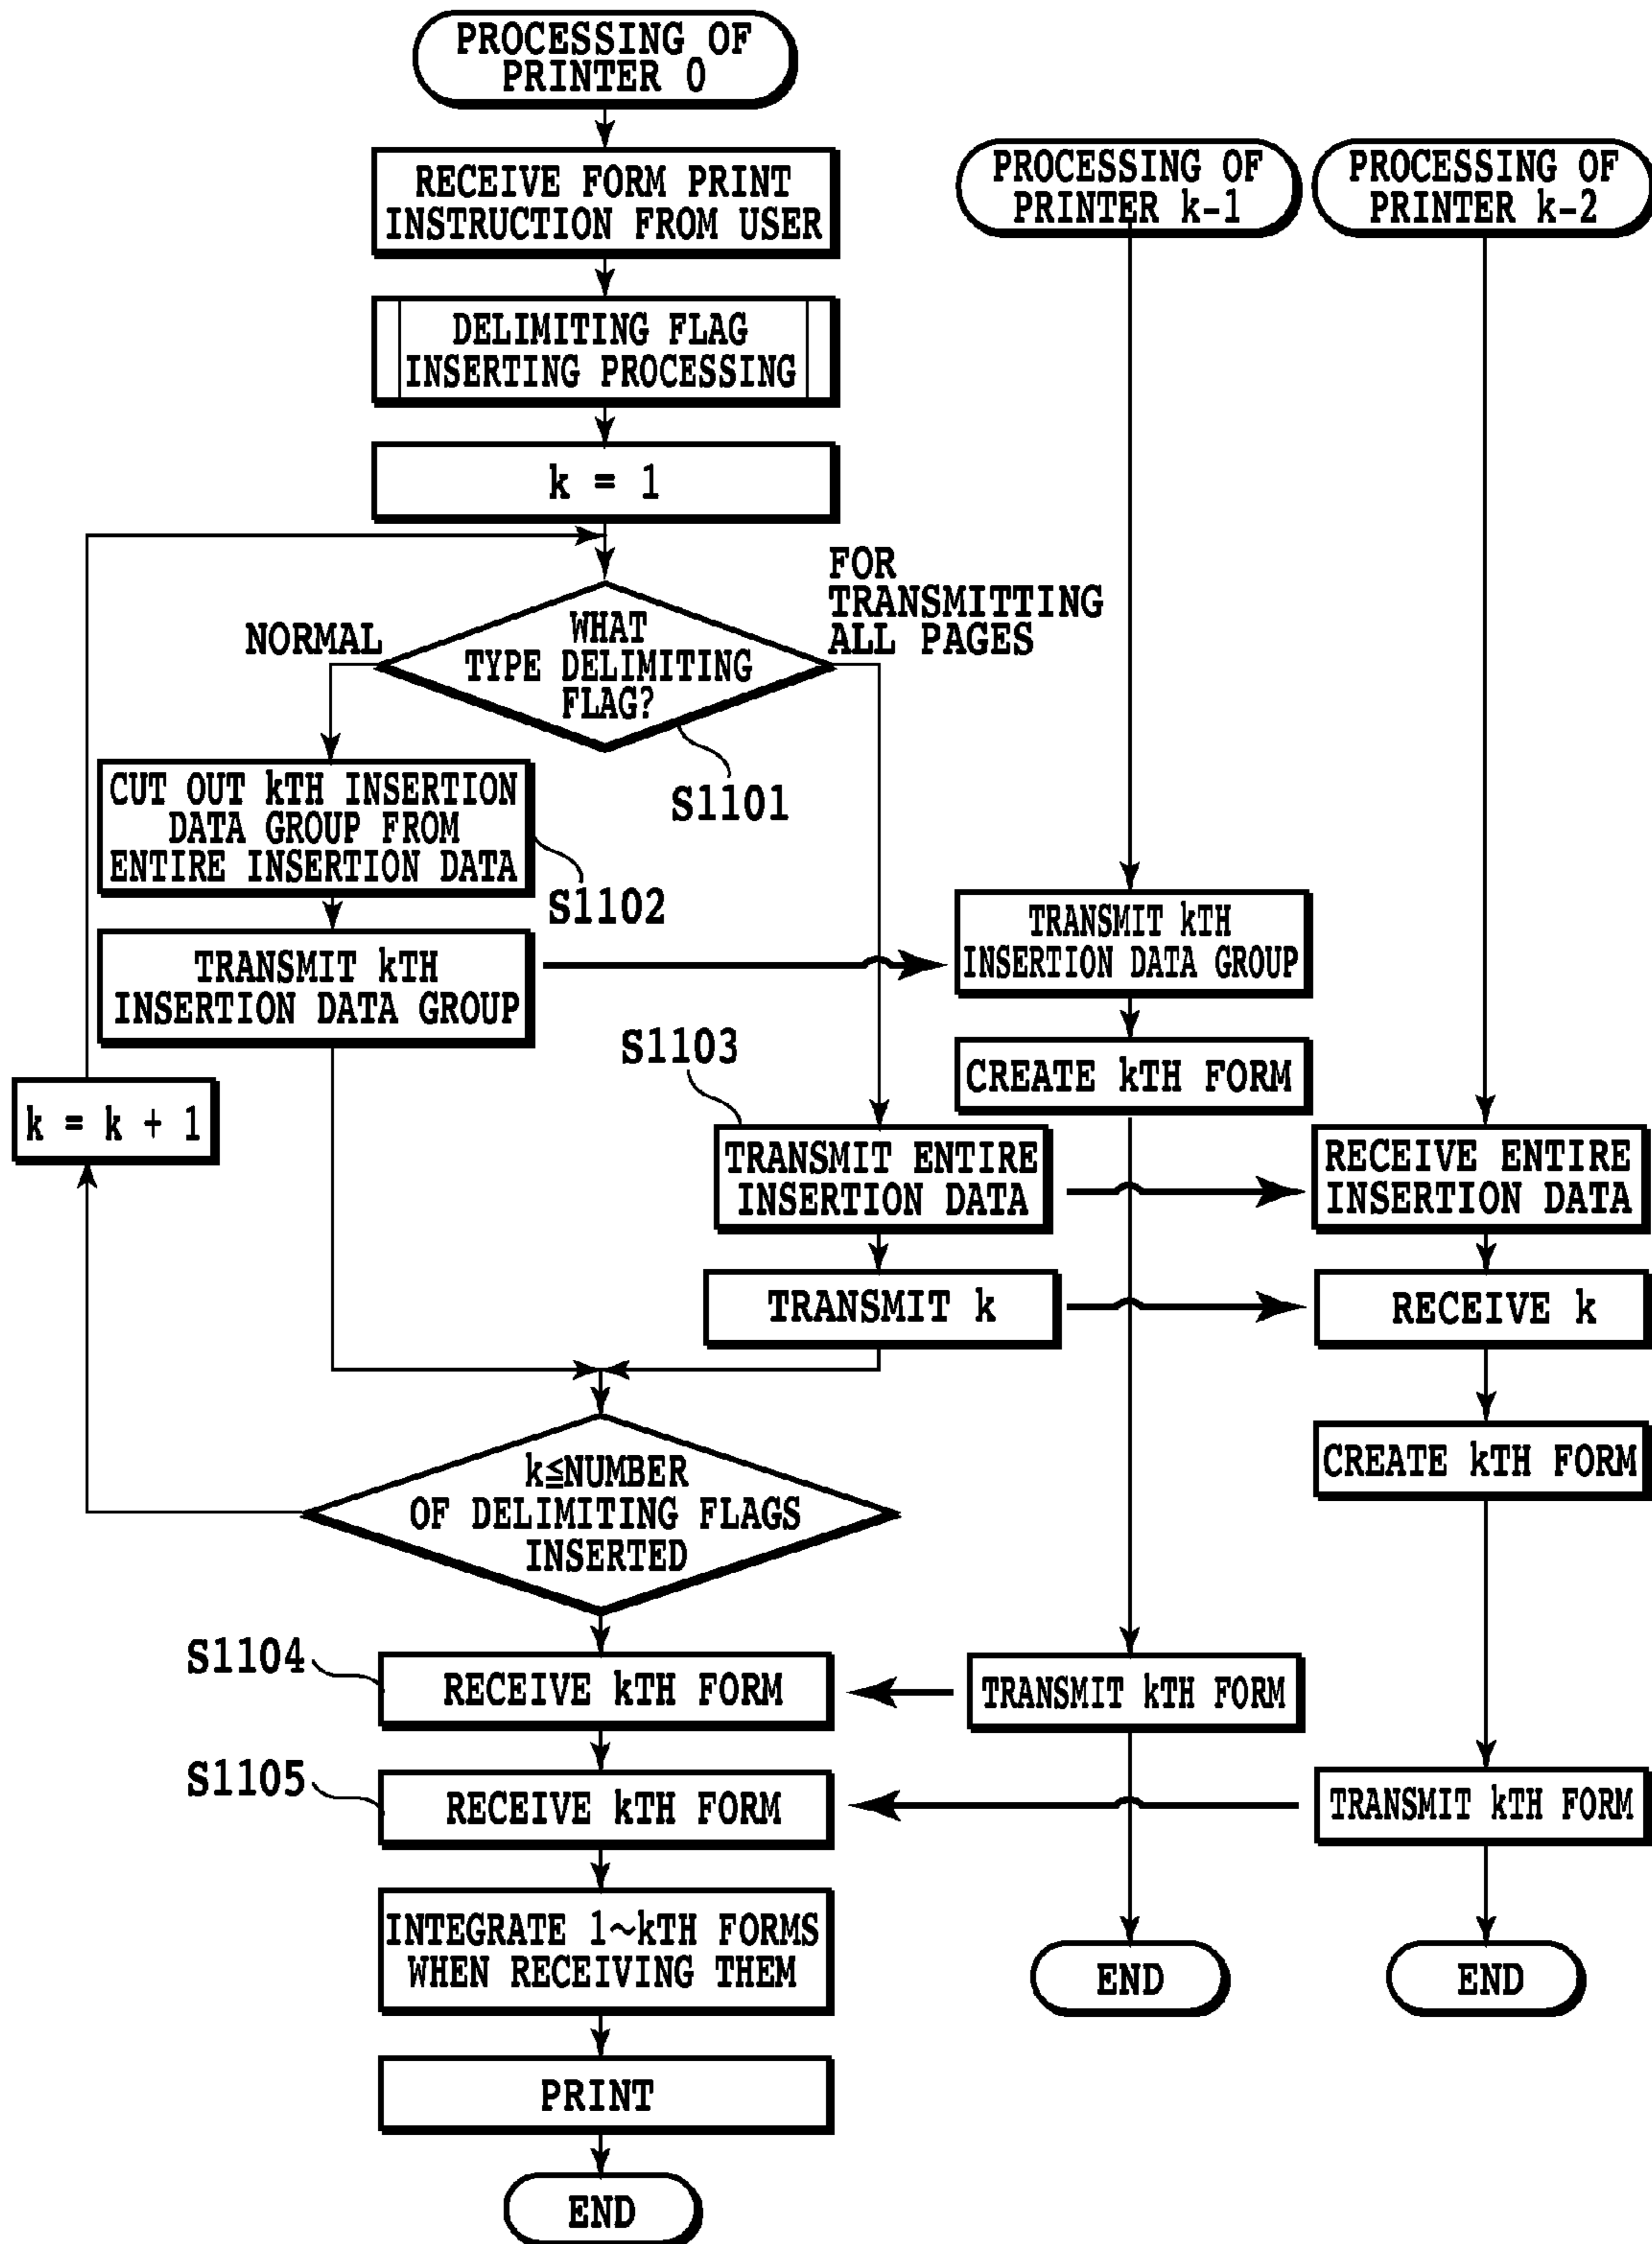 PROCESSING OF
PRINTER 0
RECEIVE FORM PRINT
INSTRUCTION FROM USER
DELIMITING FLAG
INSERTING PROCESSING
k = 1
WHAT
TYPE DELIMITING
FLAG?
NORMAL
FOR
TRANSMITTING
ALL PAGES
S1101
CUT OUT kTH INSERTION
DATA GROUP FROM
ENTIRE INSERTION DATA
S1102
TRANSMIT kTH
INSERTION DATA GROUP
k = k + 1
S1103
TRANSMIT ENTIRE
INSERTION DATA
TRANSMIT k
k≦NUMBER
OF DELIMITING FLAGS
INSERTED
S1104
RECEIVE kTH FORM
S1105
RECEIVE kTH FORM
INTEGRATE 1~kTH FORMS
WHEN RECEIVING THEM
PRINT
END
PROCESSING OF
PRINTER k-1
TRANSMIT kTH
INSERTION DATA GROUP
CREATE kTH FORM
TRANSMIT kTH FORM
END
PROCESSING OF
PRINTER k-2
RECEIVE ENTIRE
INSERTION DATA
RECEIVE k
CREATE kTH FORM
TRANSMIT kTH FORM
END